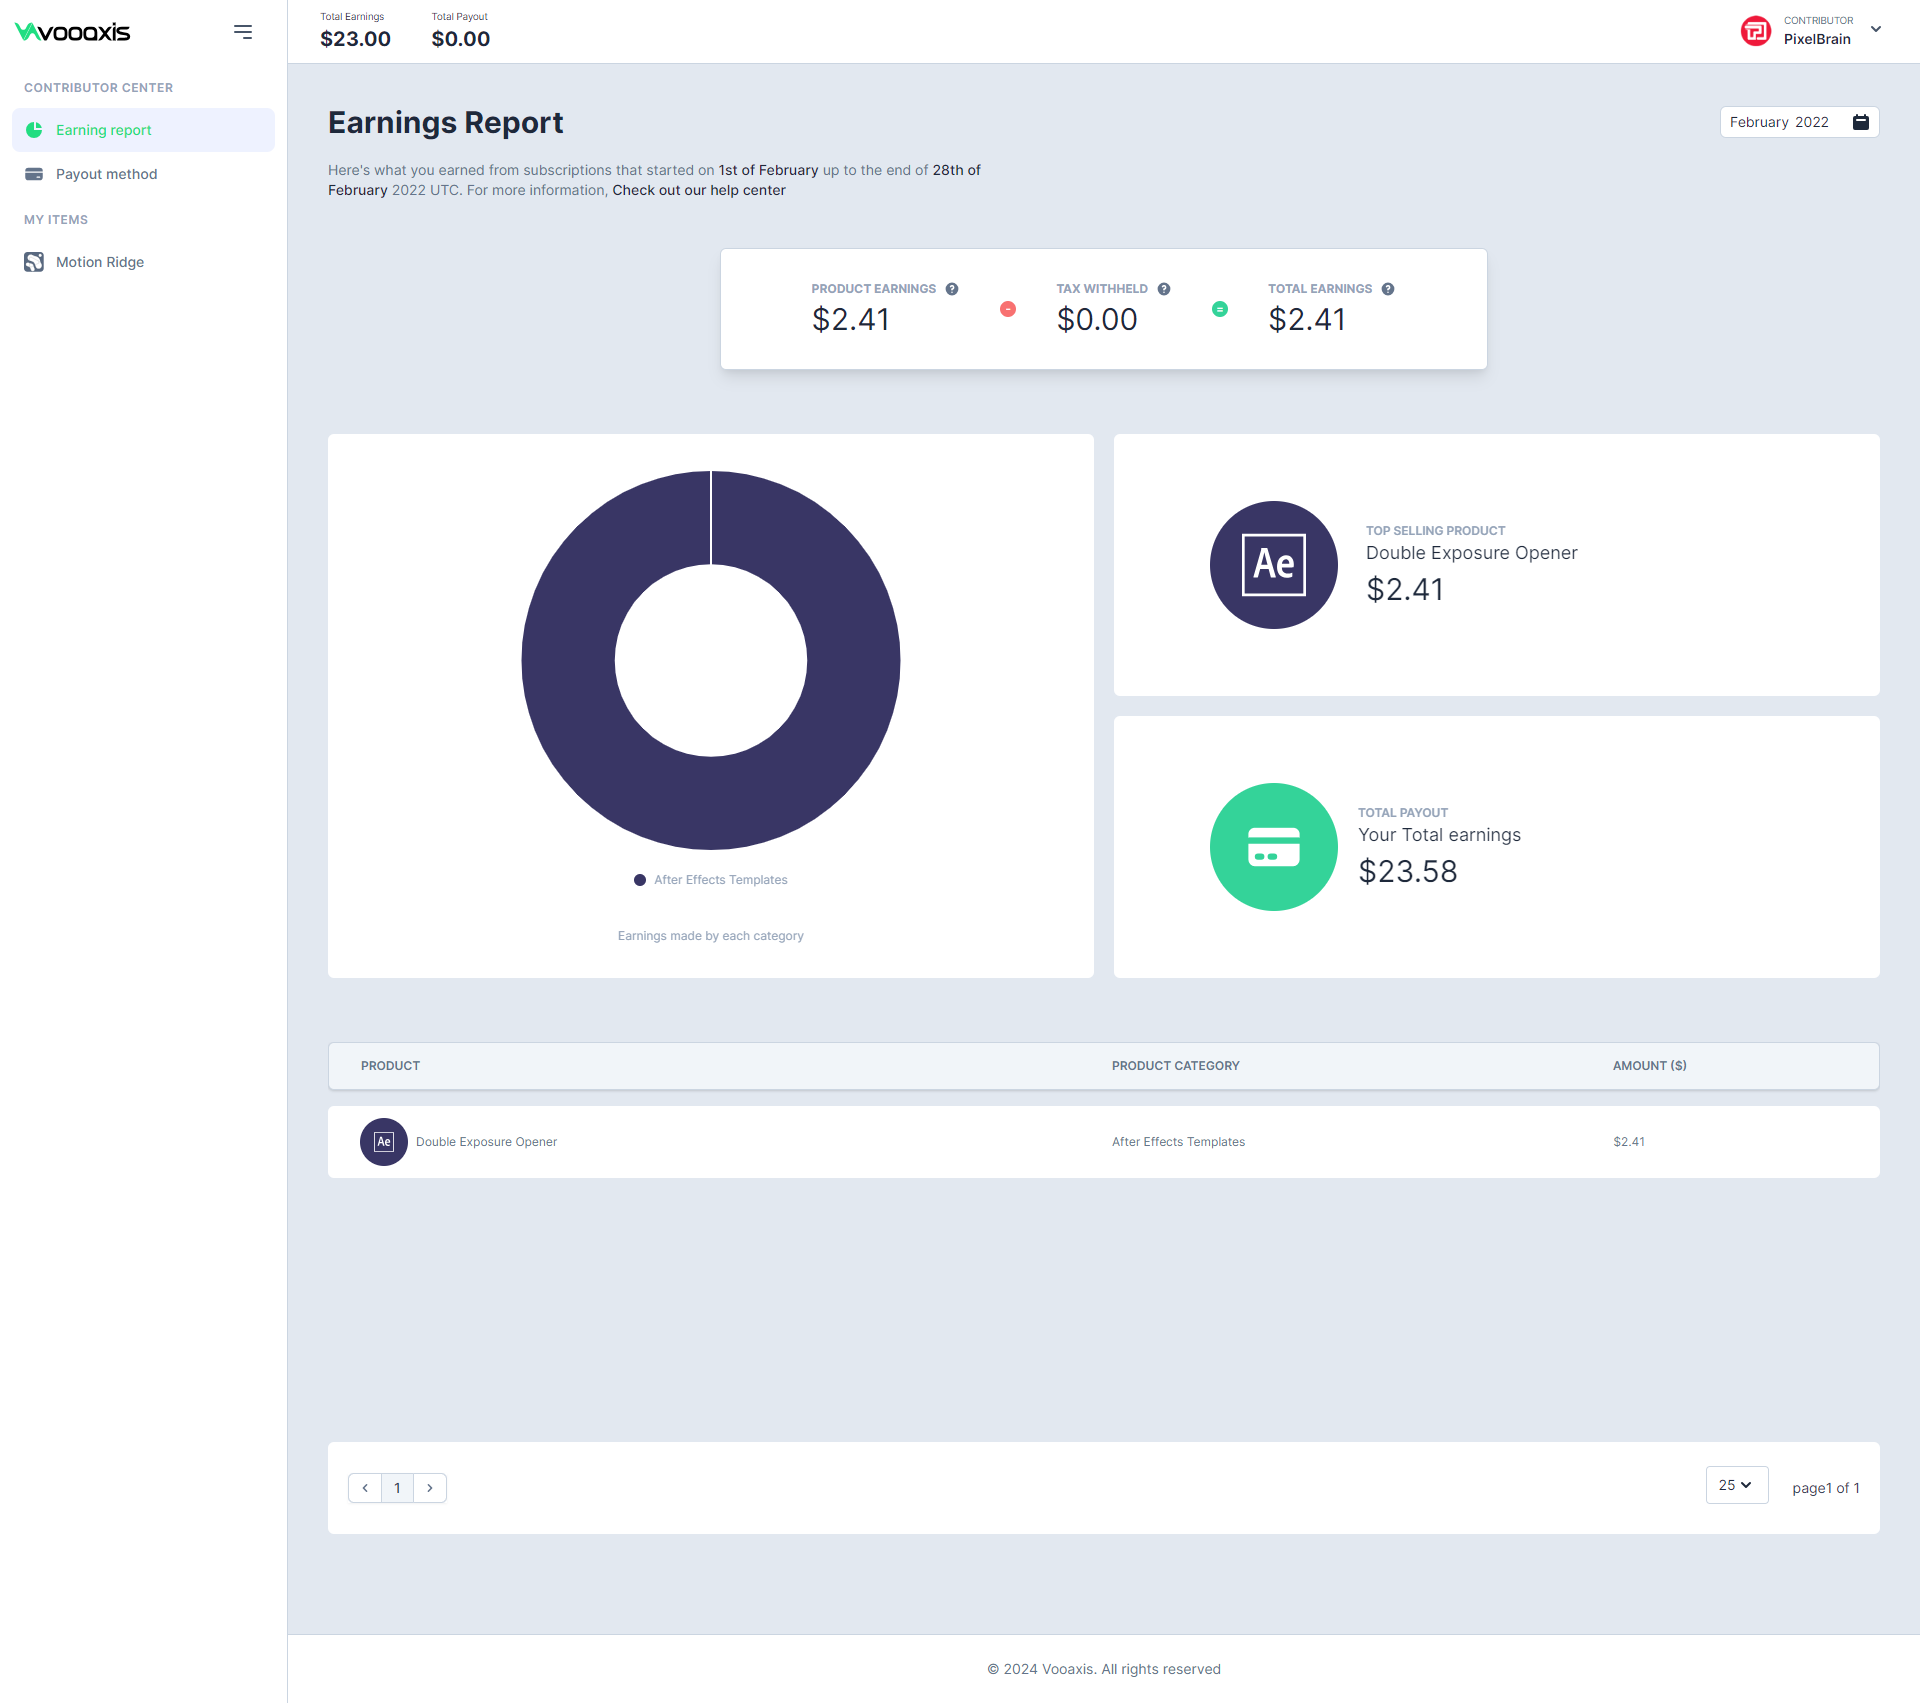 voooxis
CONTRIBUTOR CENTER
Earning report
Payout method
MY ITEMS
Motion Ridge
Total Earnings
$23.00
Total Payout
$0.00
CONTRIBUTOR
PixelBrain
Earnings Report
February 2022
Here's what you earned from subscriptions that started on 1st of February up to the end of 28th of
February 2022 UTC. For more information, Check out our help center
PRODUCT EARNINGS ?
$2.41
-
TAX WITHHELD ?
$0.00
=
TOTAL EARNINGS ?
$2.41
After Effects Templates
Earnings made by each category
Ae
TOP SELLING PRODUCT
Double Exposure Opener
$2.41
TOTAL PAYOUT
Your Total earnings
$23.58
PRODUCT PRODUCT CATEGORY AMOUNT ($)
Ae Double Exposure Opener After Effects Templates $2.41
1
25
page1 of 1
© 2024 Vooaxis. All rights reserved